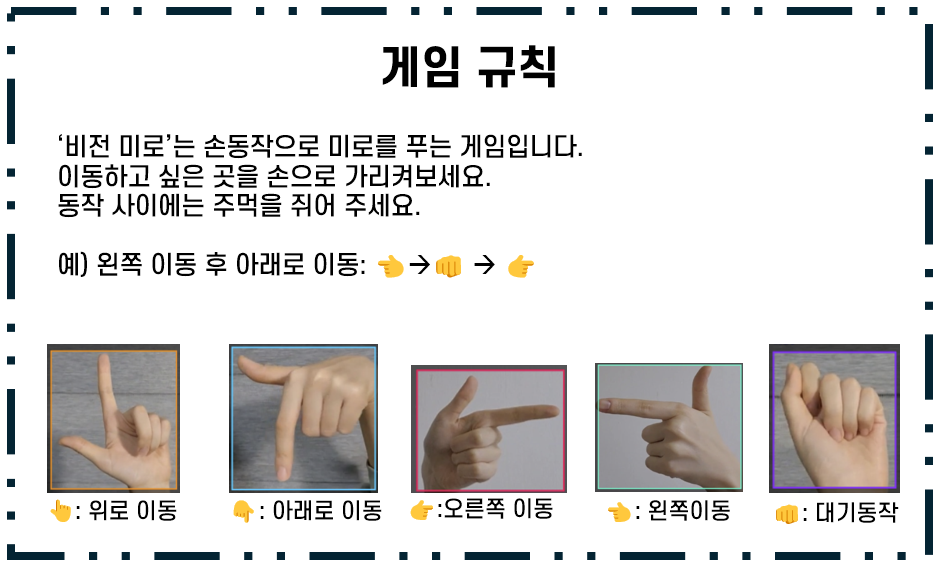 게임 규칙
‘비전 미로’는 손동작으로 미로를 푸는 게임입니다.
이동하고 싶은 곳을 손으로 가리켜보세요.
동작 사이에는 주먹을 쥐어 주세요.
예) 왼쪽 이동 후 아래로 이동: 👈→👊 → 👉
👆: 위로 이동
👇: 아래로 이동
👉:오른쪽 이동
👈: 왼쪽이동
👊: 대기동작